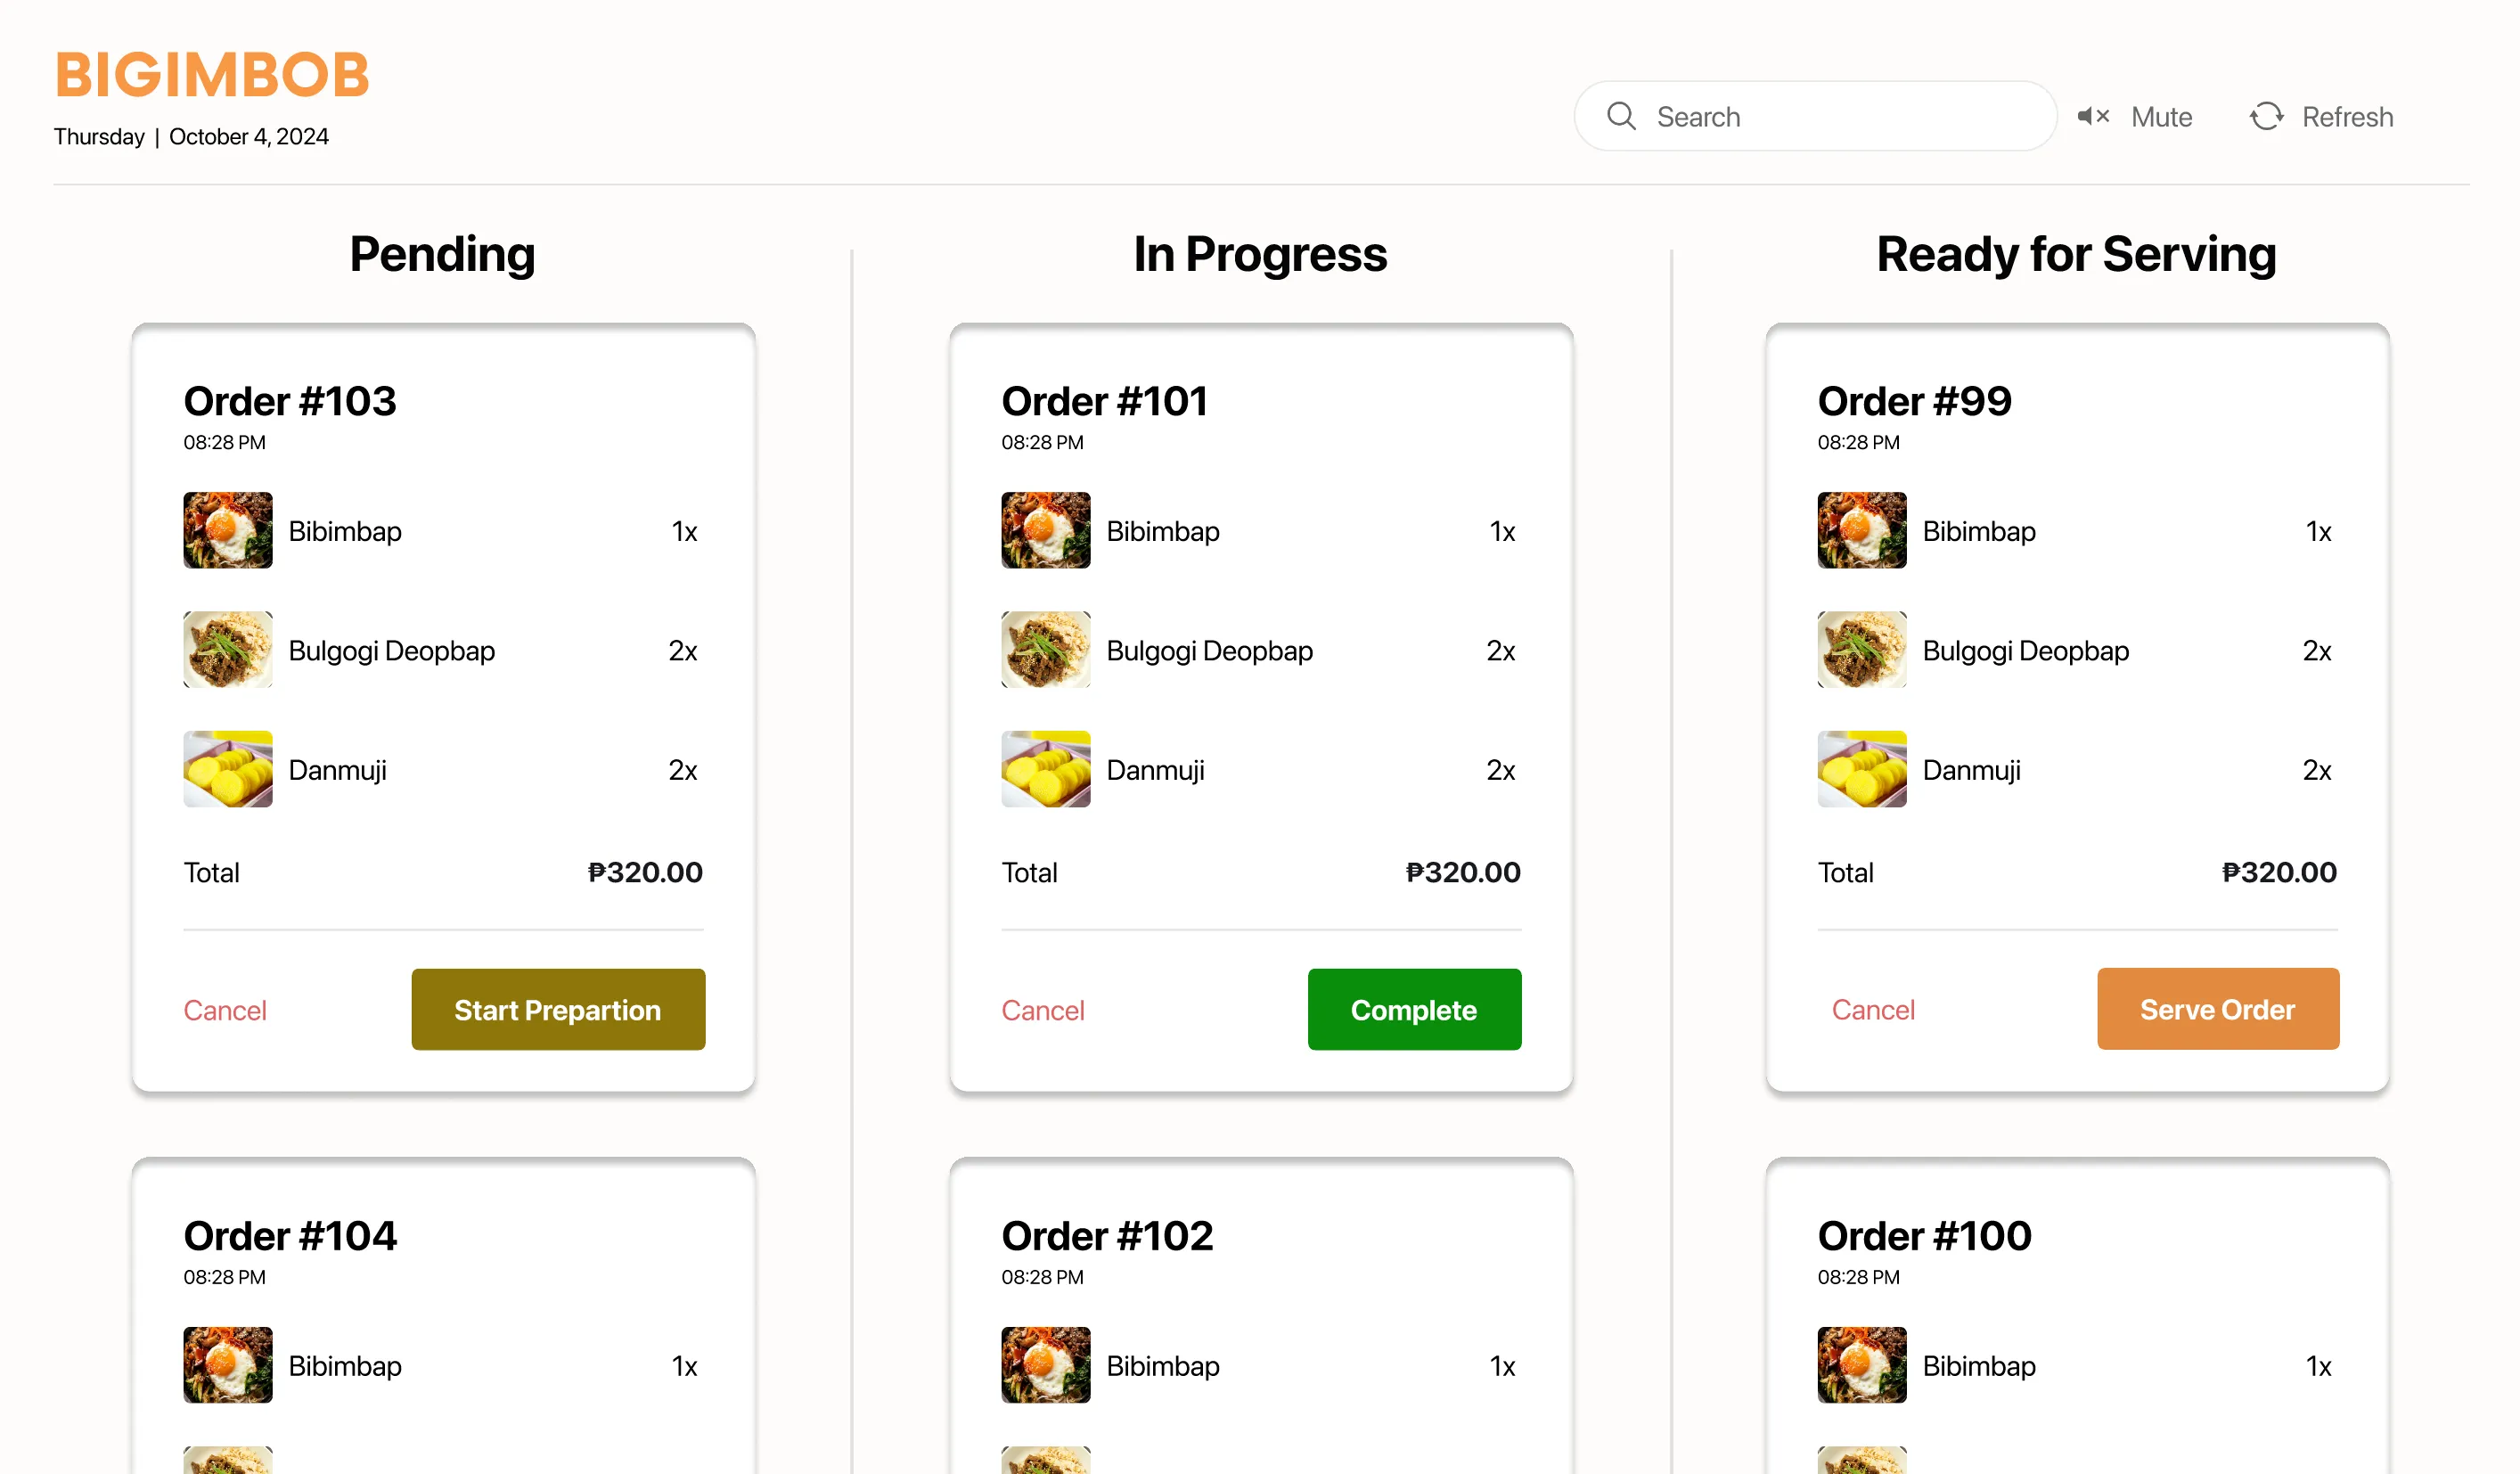 BIGIMBOB
Thursday | October 4, 2024
Search
Mute
Refresh
Pending
Order #103
08:28 PM
Bibimbap 1x
Bulgogi Deopbap 2x
Danmuji 2x
Total ₱320.00
Cancel
Start Prepartion
Order #104
08:28 PM
Bibimbap 1x
In Progress
Order #101
08:28 PM
Bibimbap 1x
Bulgogi Deopbap 2x
Danmuji 2x
Total ₱320.00
Cancel
Complete
Order #102
08:28 PM
Bibimbap 1x
Ready for Serving
Order #99
08:28 PM
Bibimbap 1x
Bulgogi Deopbap 2x
Danmuji 2x
Total ₱320.00
Cancel
Serve Order
Order #100
08:28 PM
Bibimbap 1x